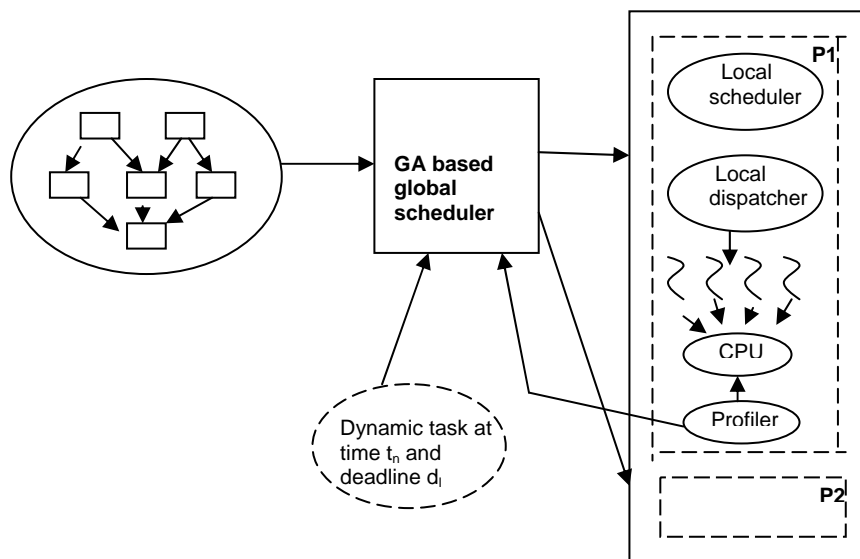 P1
Local
scheduler
GA based
global
scheduler
Local
dispatcher
CPU
Profiler
Dynamic task at
time tn and
deadline dl
P2